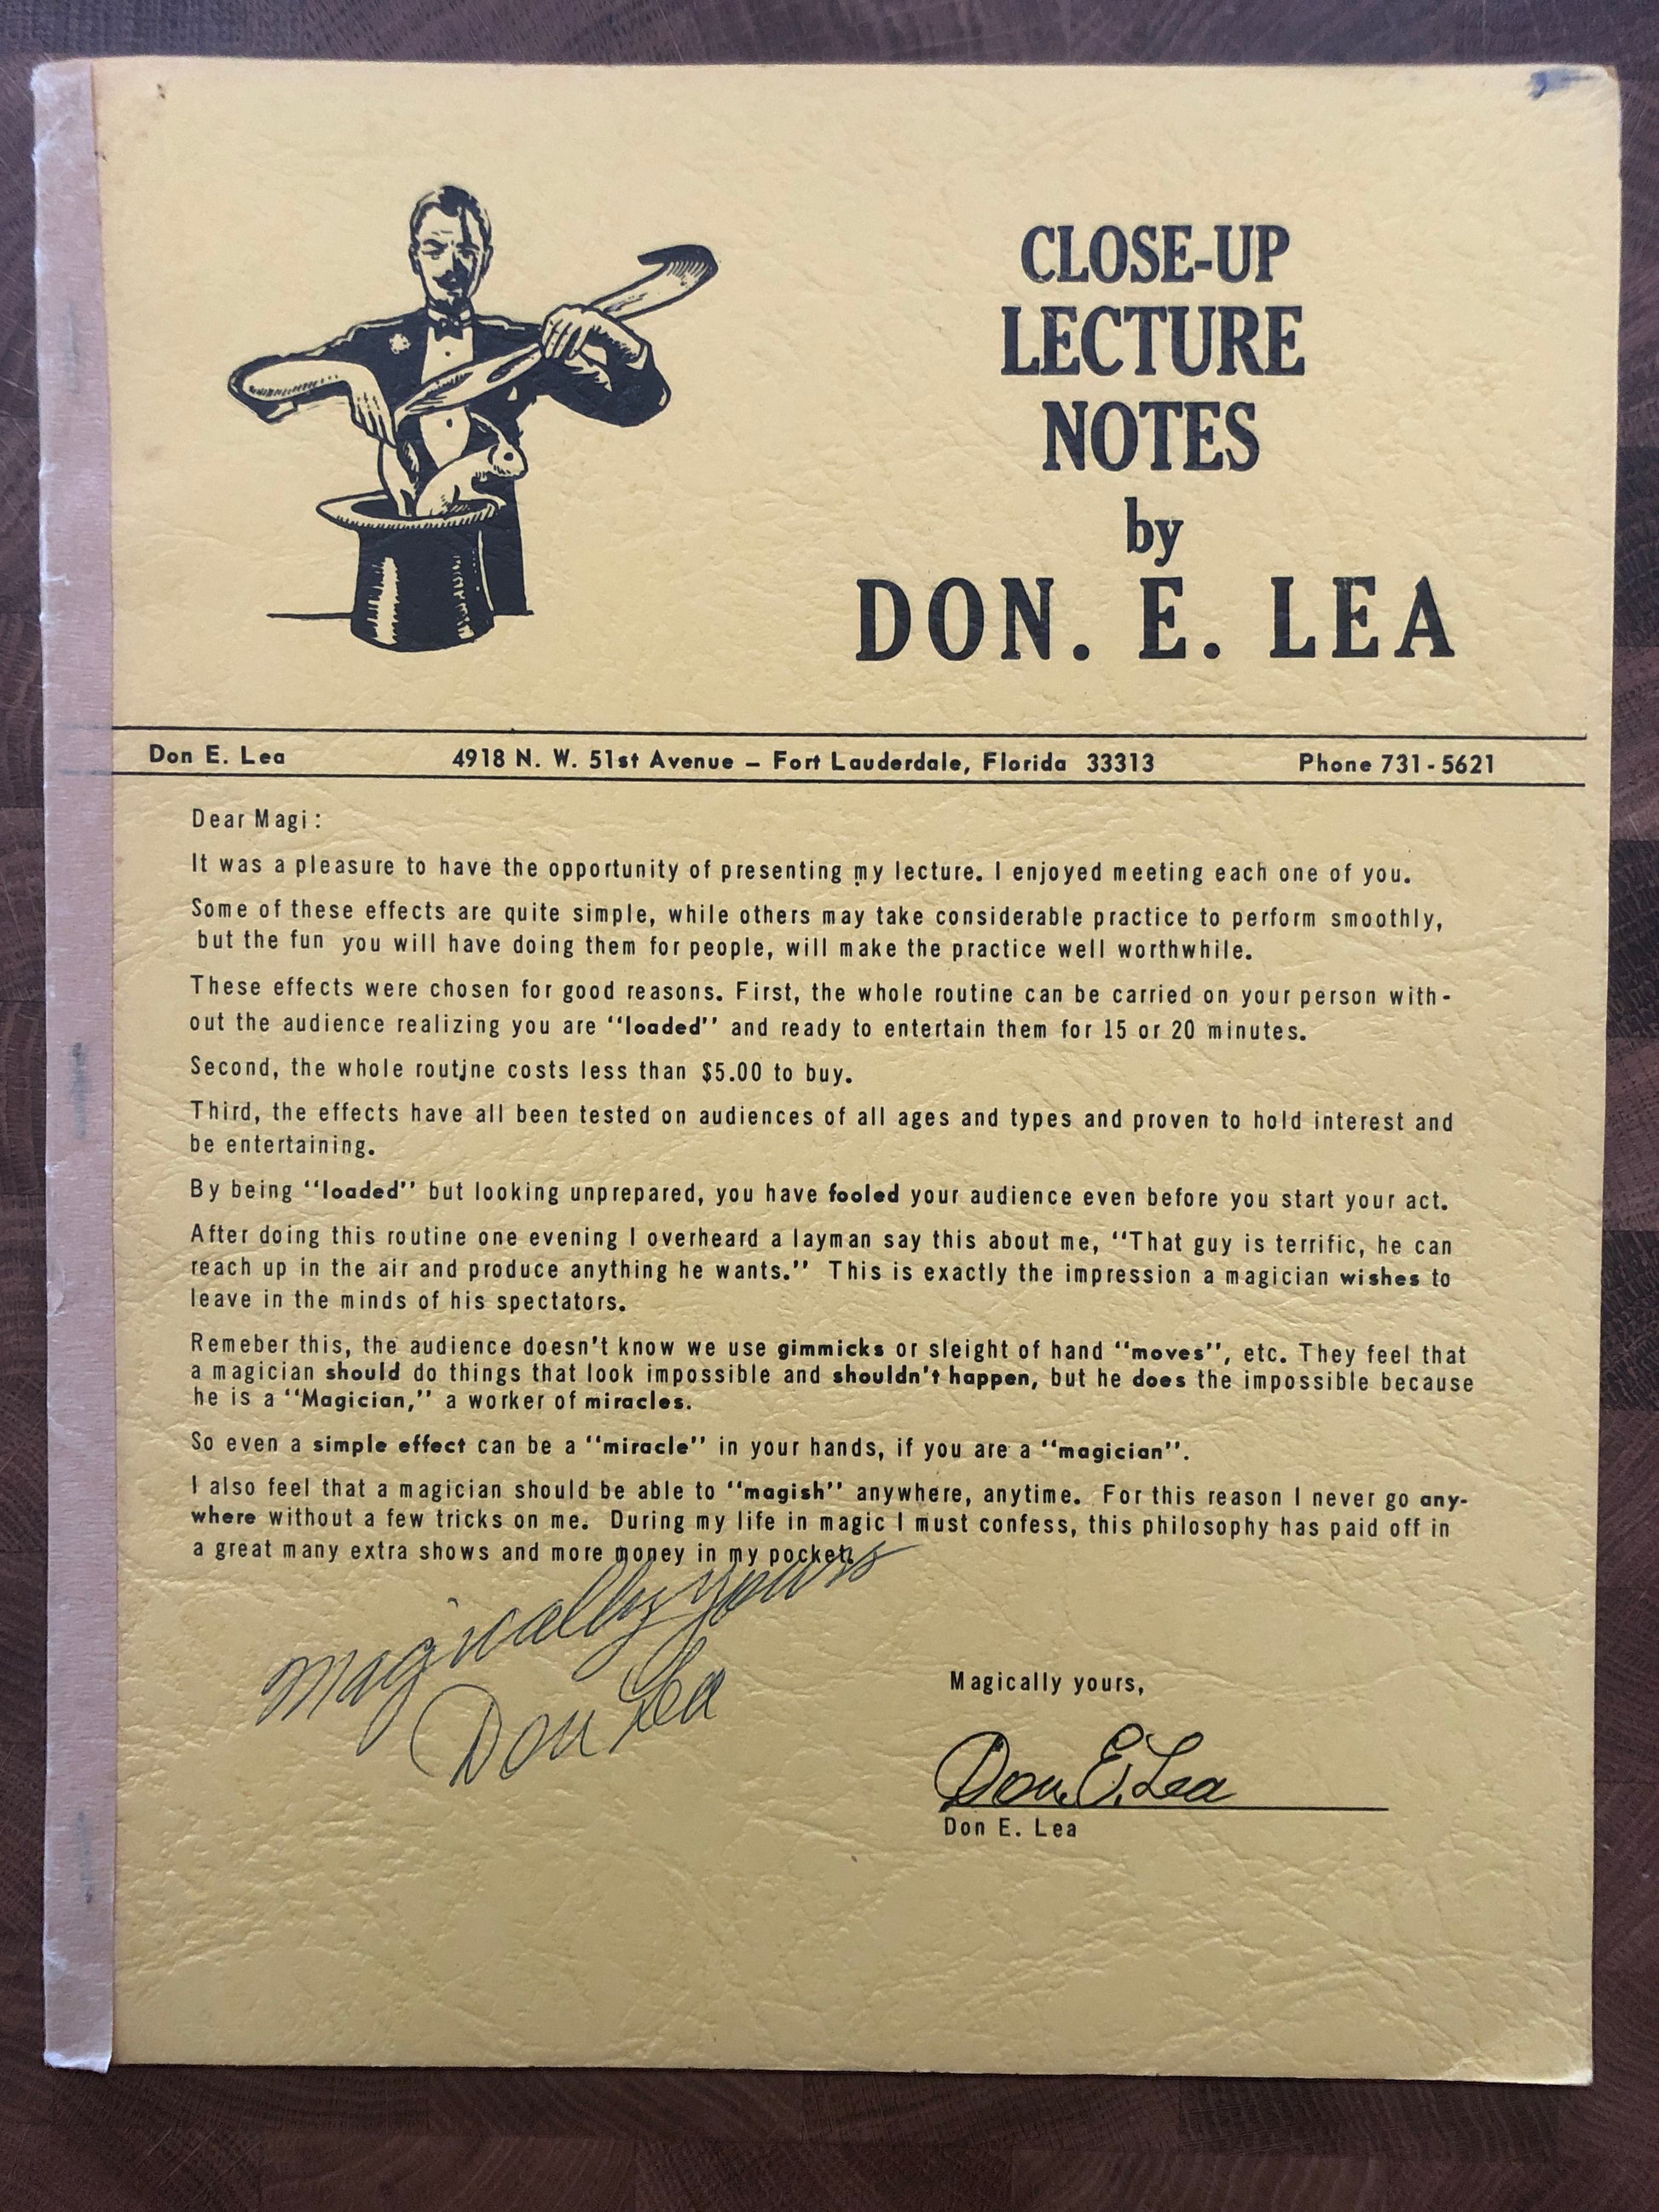 CLOSE-UP
LECTURE
NOTES
by
DON. E. LEA
Don E. Lea 4918 N. W. 51st Avenue – Fort Lauderdale, Florida 33313 Phone 731-5621
Dear Magi:
It was a pleasure to have the opportunity of presenting my lecture. I enjoyed meeting each one of you.
Some of these effects are quite simple, while others may take considerable practice to perform smoothly,
but the fun you will have doing them for people, will make the practice well worthwhile.
These effects were chosen for good reasons. First, the whole routine can be carried on your person with-
out the audience realizing you are "loaded" and ready to entertain them for 15 or 20 minutes.
Second, the whole routine costs less than $5.00 to buy.
Third, the effects have all been tested on audiences of all ages and types and proven to hold interest and
be entertaining.
By being "loaded" but looking unprepared, you have fooled your audience even before you start your act.
After doing this routine one evening I overheard a layman say this about me, "That guy is terrific, he can
reach up in the air and produce anything he wants." This is exactly the impression a magician wishes to
leave in the minds of his spectators.
Remeber this, the audience doesn't know we use gimmicks or sleight of hand "moves", etc. They feel that
a magician should do things that look impossible and shouldn't happen, but he does the impossible because
he is a "Magician," a worker of miracles.
So even a simple effect can be a "miracle" in your hands, if you are a "magician".
I also feel that a magician should be able to "magish" anywhere, anytime. For this reason I never go any-
where without a few tricks on me. During my life in magic I must confess, this philosophy has paid off in
a great many extra shows and more money in my pocket.
Magically yours
Don Lea
Magically yours,
Don E. Lea
Don E. Lea